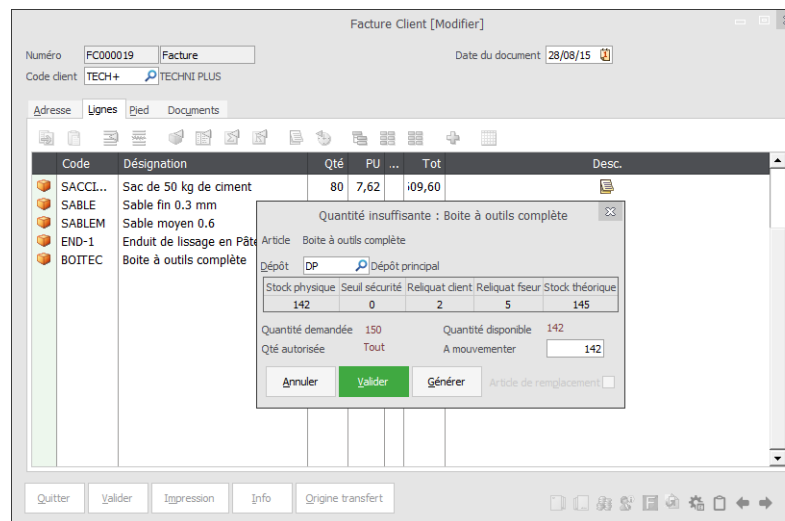 Facture Client [Modifier]
Numéro FC000019 Facture Date du document 28/08/15
Code client TECH+ TECHNI PLUS
Adresse Lignes Pied Documents
Code Désignation Qté PU ... Tot Desc.
SACCI... Sac de 50 kg de ciment 80 7,62 i09,60
SABLE Sable fin 0.3 mm
SABLEM Sable moyen 0.6
END-1 Enduit de lissage en Pâte
BOITEC Boite à outils complète
Quantité insuffisante : Boite à outils complète
Article Boite à outils complète
Dépôt DP Dépôt principal
Stock physique Seuil sécurité Reliquat client Reliquat fseur Stock théorique
142 0 2 5 145
Quantité demandée 150 Quantité disponible 142
Qté autorisée Tout A mouvementer 142
Annuler Valider Générer Article de remplacement
Quitter Valider Impression Info Origine transfert